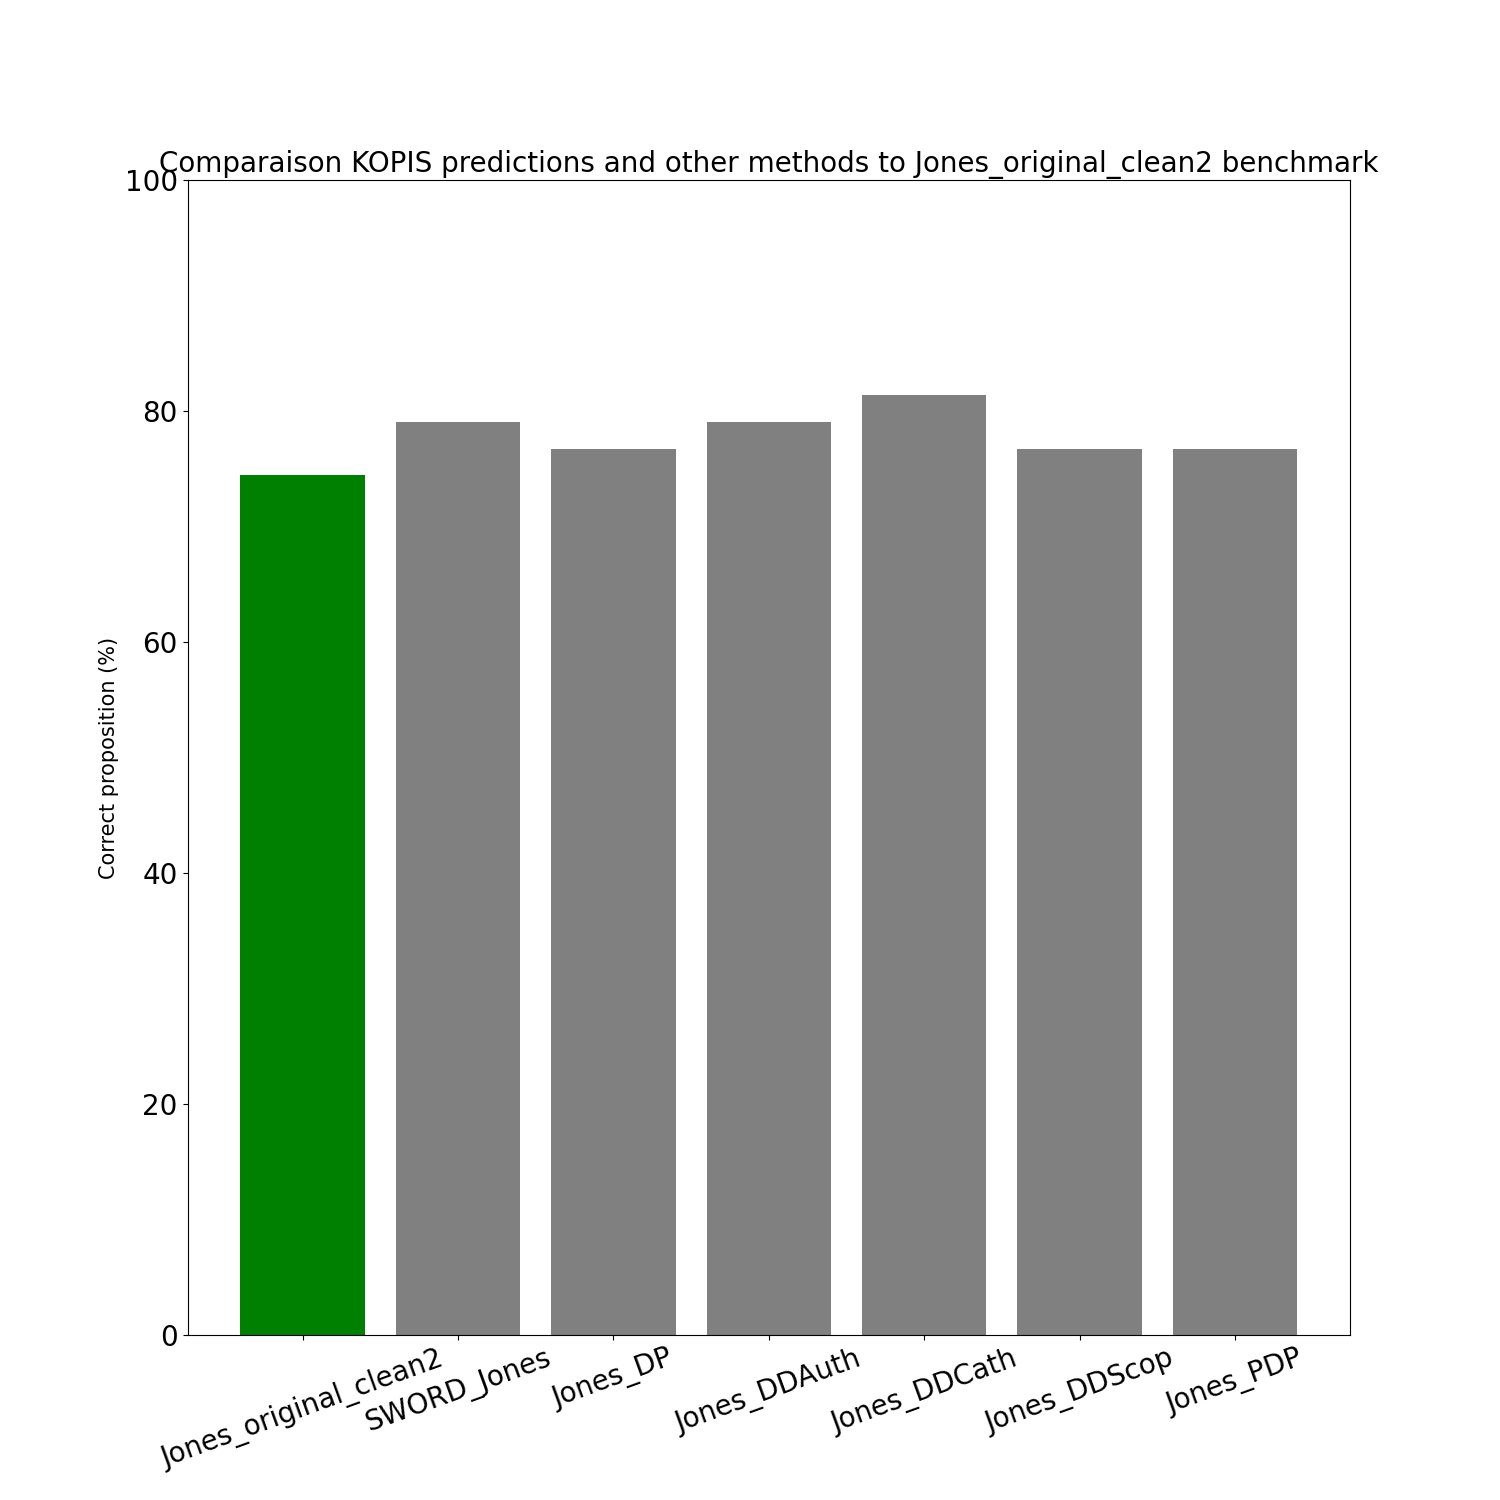 Comparaison KOPIS predictions and other methods to Jones_original_clean2 benchmark
100
80
60
40
20
0
Correct proposition (%)
Jones_original_clean2
SWORD_Jones
Jones_DP
Jones_DDAuth
Jones_DDCath
Jones_DDScop
Jones_PDP